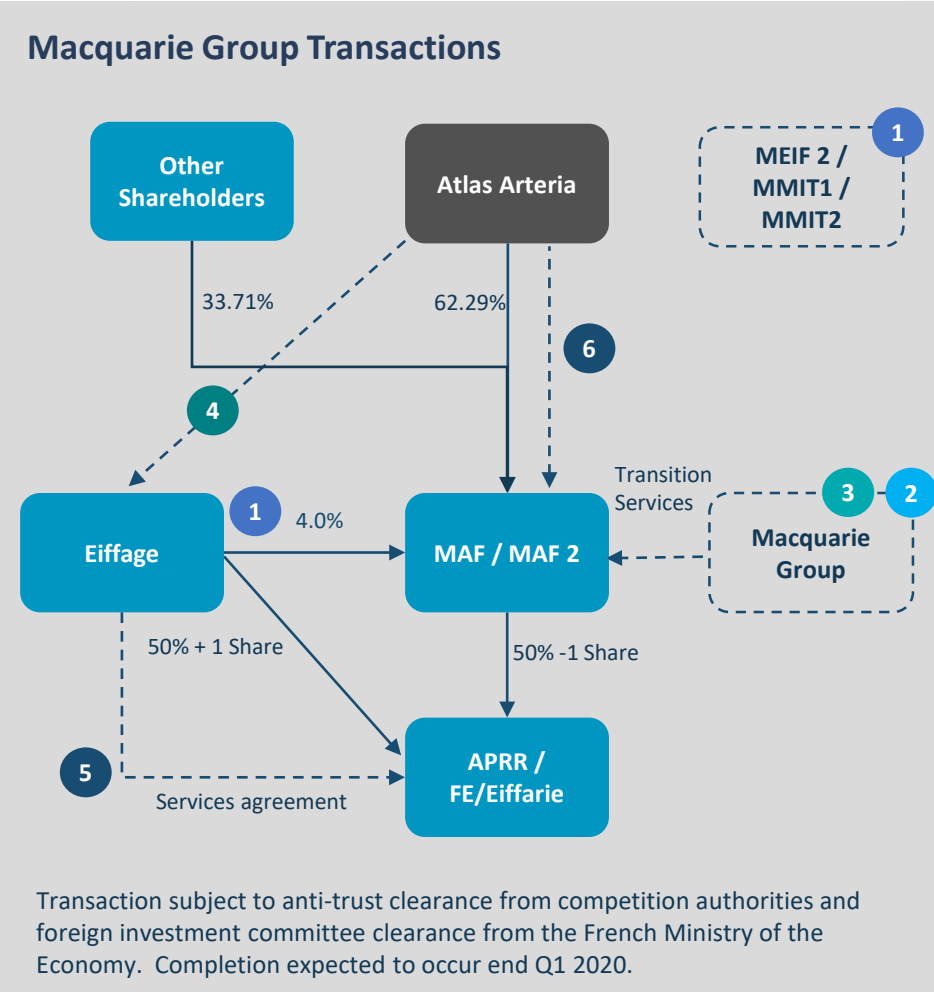 Macquarie Group Transactions
1
Other
Shareholders
Atlas Arteria
MEIF 2 /
MMIT1 /
MMIT2
33.71%
62.29%
6
4
Transition
Services
3
2
1
4.0%
Eiffage
MAF / MAF 2
Macquarie
Group
50% + 1 Share
50% -1 Share
5
APRR /
FE/Eiffarie
Services agreement
Transaction subject to anti-trust clearance from competition authorities and
foreign investment committee clearance from the French Ministry of the
Economy.  Completion expected to occur end Q1 2020.